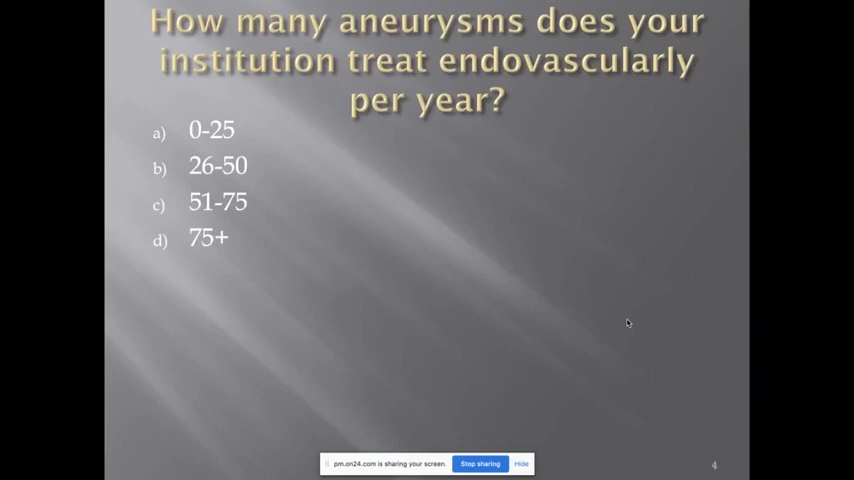 How many aneurysms does your
institution treat endovascularly
per year?
a) 0-25
b) 26-50
c) 51-75
d) 75+
pm.on24.com is sharing your screen. Stop sharing Hide
4